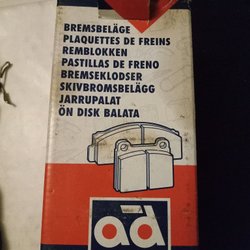 BREMSBELÄGE
PLAQUETTES DE FREINS
REMBLOKKEN
PASTILLAS DE FRENO
BREMSEKLODSER
SKIVBROMSBELÄGG
JARRUPALAT
ÖN DISK BALATA
ad